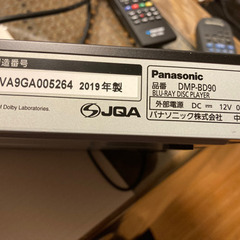 造番号
VA9GA005264 2019年製
Dolby Laboratories.
JQA
Panasonic
品番 DMP-BD90
BLU-RAY DISC PLAYER
外部電源 DC 12V
パナソニック株式会社